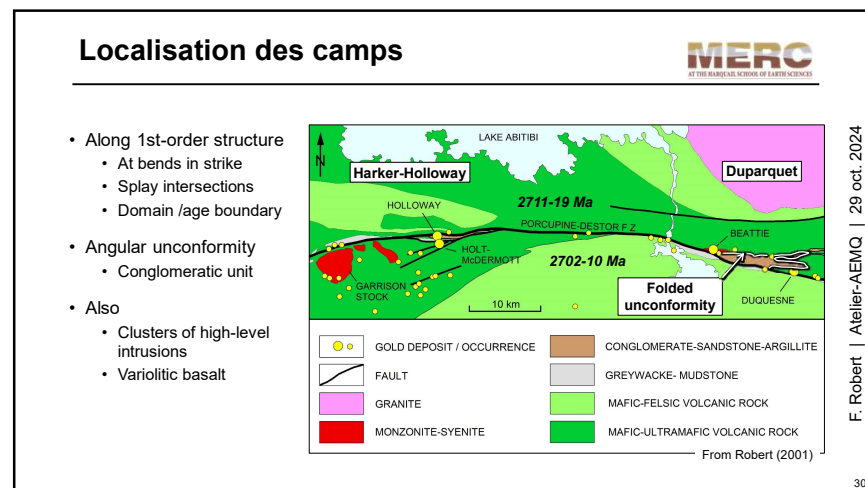 Localisation des camps
MERC
AT THE HARQUAIL SCHOOL OF EARTH SCIENCES
• Along 1st-order structure
• At bends in strike
• Splay intersections
• Domain /age boundary
• Angular unconformity
• Conglomeratic unit
• Also
• Clusters of high-level
intrusions
• Variolitic basalt
N
LAKE ABITIBI
Harker-Holloway
Duparquet
HOLLOWAY
2711-19 Ma
PORCUPINE-DESTOR F Z
BEATTIE
HOLT-
McDERMOTT
2702-10 Ma
GARRISON
STOCK
10 km
Folded
unconformity
DUQUESNE
GOLD DEPOSIT / OCCURRENCE
FAULT
GRANITE
MONZONITE-SYENITE
CONGLOMERATE-SANDSTONE-ARGILLITE
GREYWACKE- MUDSTONE
MAFIC-FELSIC VOLCANIC ROCK
MAFIC-ULTRAMAFIC VOLCANIC ROCK
From Robert (2001)
F. Robert | Atelier-AEMQ | 29 oct. 2024
30